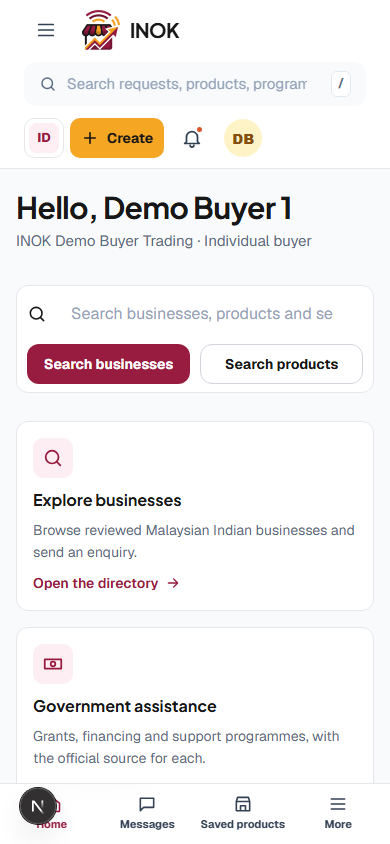 INOK
Search requests, products, program
/
ID
+ Create
DB
Hello, Demo Buyer 1
INOK Demo Buyer Trading · Individual buyer
Search businesses, products and se
Search businesses
Search products
Explore businesses
Browse reviewed Malaysian Indian businesses and
send an enquiry.
Open the directory →
Government assistance
Grants, financing and support programmes, with
the official source for each.
N
Home
Messages
Saved products
More